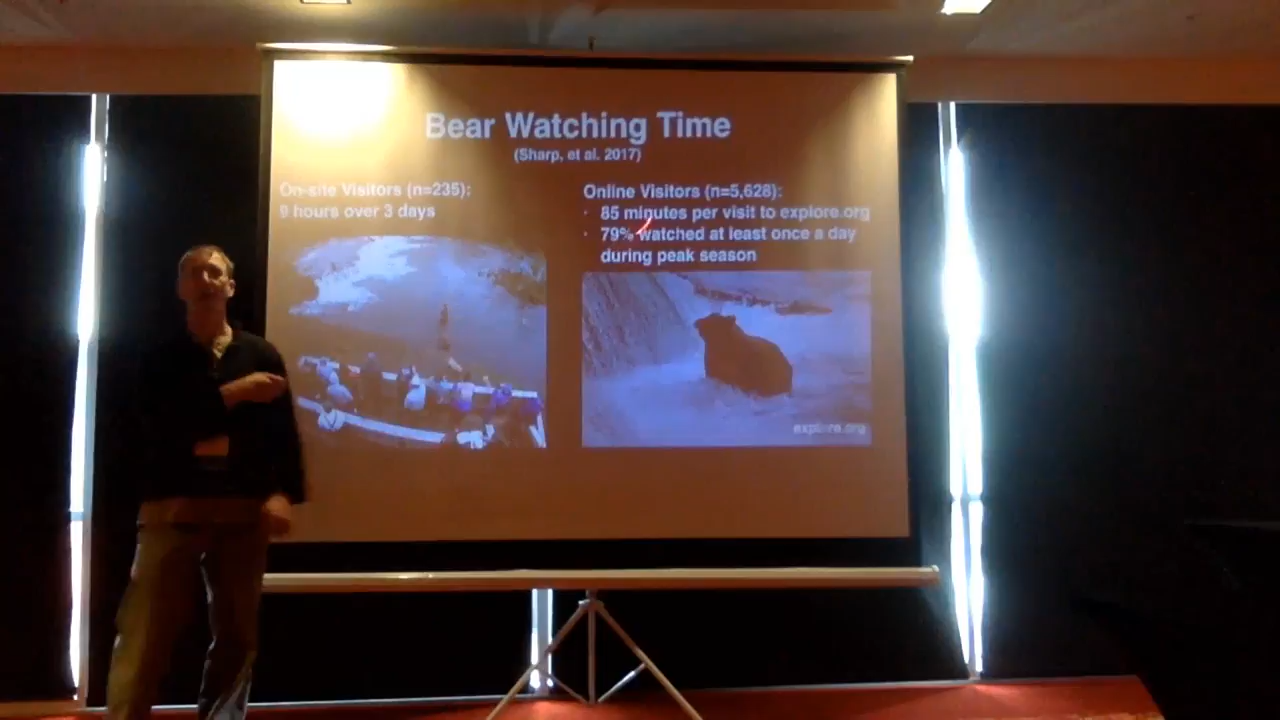 Bear Watching Time
(Sharp, et al. 2017)
On-site Visitors (n=235):
9 hours over 3 days
Online Visitors (n=5,628):
· 85 minutes per visit to explore.org
· 79% watched at least once a day
during peak season
explore.org